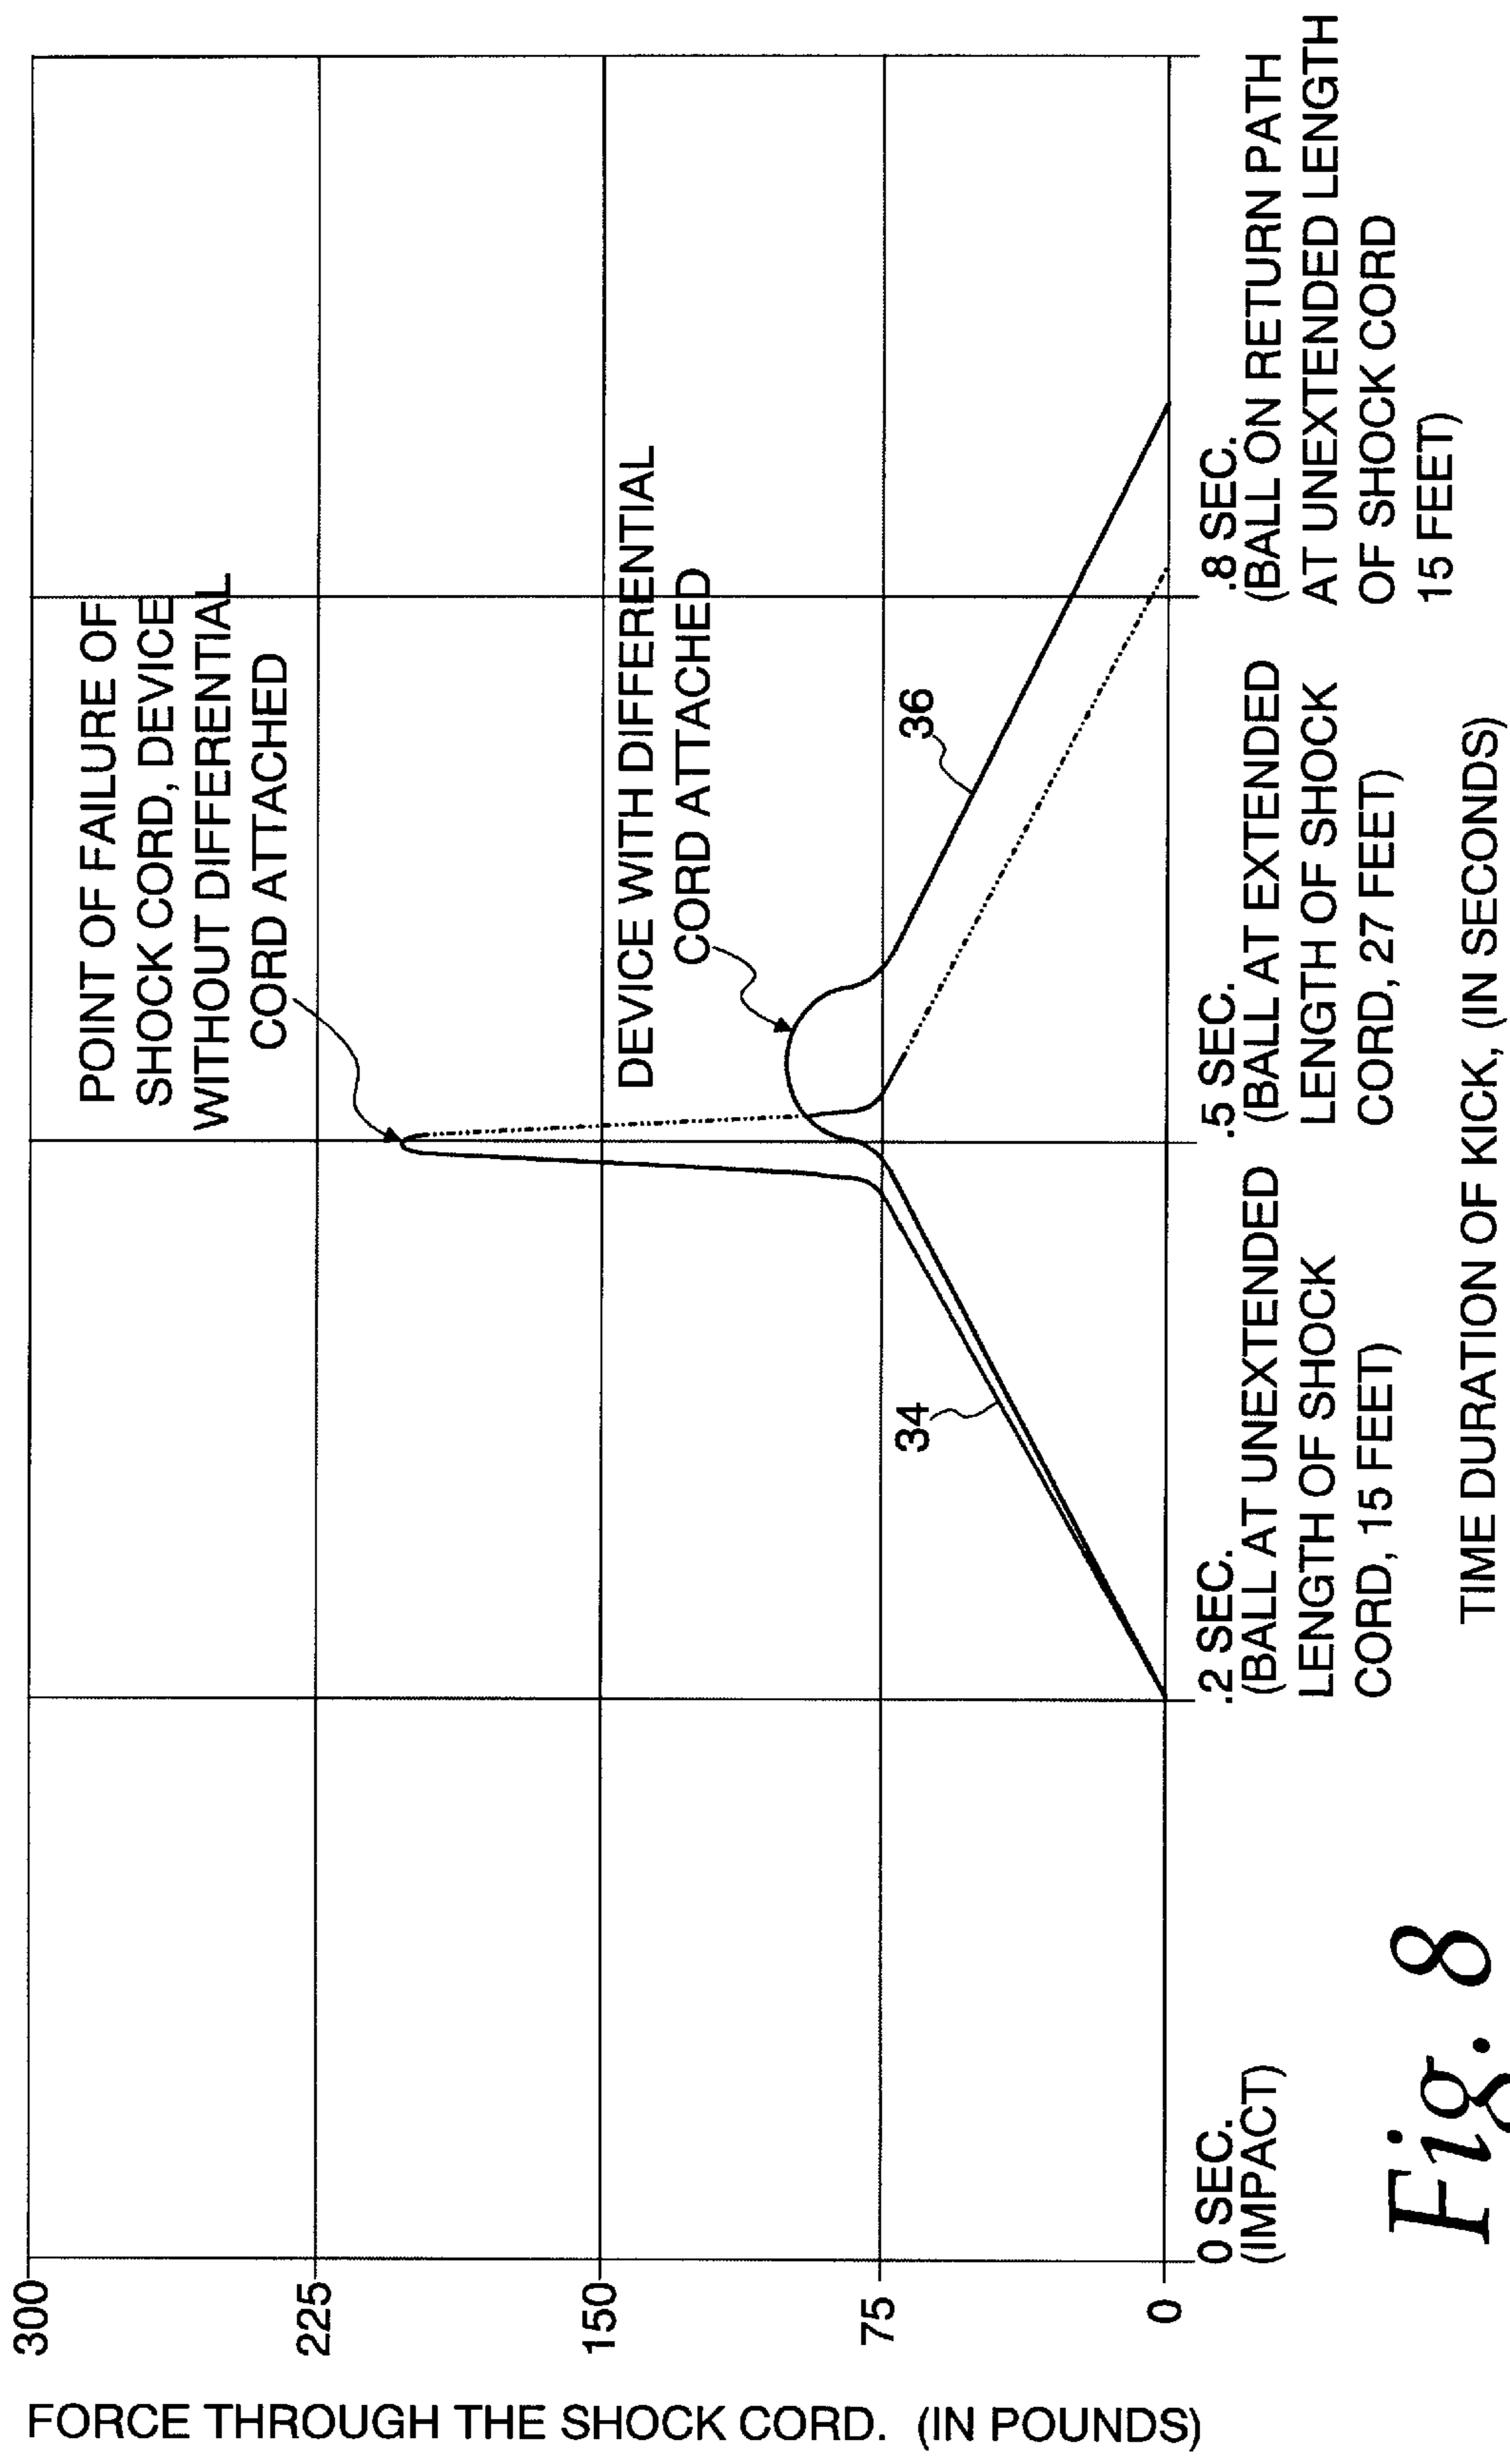 FORCE THROUGH THE SHOCK CORD. (IN POUNDS)
300
225
150
75
0
POINT OF FAILURE OF
SHOCK CORD, DEVICE
WITHOUT DIFFERENTIAL
CORD ATTACHED
DEVICE WITH DIFFERENTIAL
CORD ATTACHED
34
36
0 SEC.
(IMPACT)
.2 SEC.
(BALL AT UNEXTENDED
LENGTH OF SHOCK
CORD, 15 FEET)
.5 SEC.
(BALL AT EXTENDED
LENGTH OF SHOCK
CORD, 27 FEET)
.8 SEC.
(BALL ON RETURN PATH
AT UNEXTENDED LENGTH
OF SHOCK CORD
15 FEET)
TIME DURATION OF KICK, (IN SECONDS)
Fig. 8